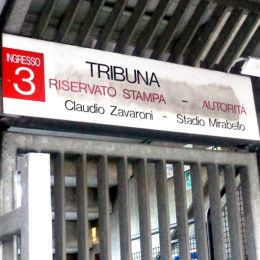 INGRESSO
3
TRIBUNA
RISERVATO STAMPA - AUTORITÀ
Claudio Zavaroni - Stadio Mirabello